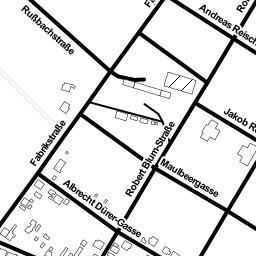 Rußbachstraße
Andreas Reisch
Jakob R
Fabrikstraße
Robert Blum-Straße
Maulbeergasse
Albrecht Dürer-Gasse